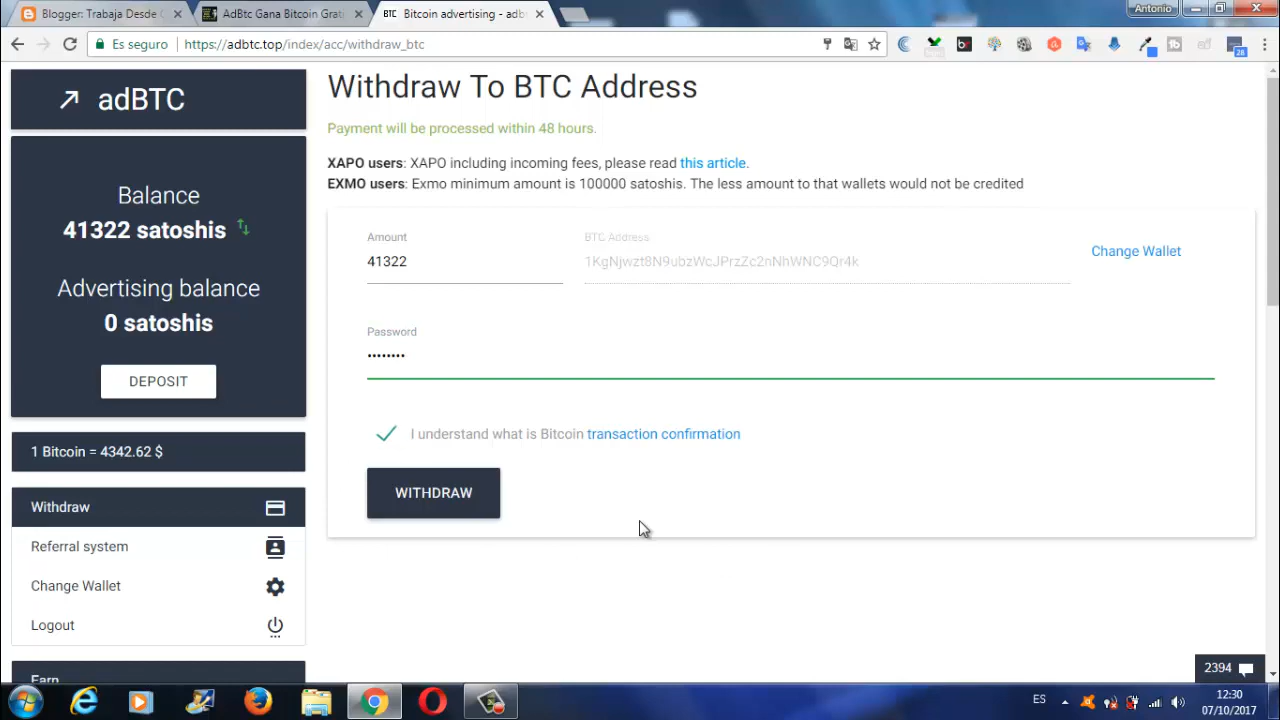 Blogger: Trabaja Desde C
AdBtc Gana Bitcoin Gratu
BTC Bitcoin advertising - adb
Antonio
Es seguro
https://adbtc.top/index/acc/withdraw_btc
28
adBTC
Balance
41322 satoshis
Advertising balance
0 satoshis
DEPOSIT
1 Bitcoin = 4342.62 $
Withdraw
Referral system
Change Wallet
Logout
Earn
Withdraw To BTC Address
Payment will be processed within 48 hours.
XAPO users: XAPO including incoming fees, please read this article.
EXMO users: Exmo minimum amount is 100000 satoshis. The less amount to that wallets would not be credited
Amount
41322
BTC Address
1KgNjwzt8N9ubzWcJPrzZc2nNhWNC9Qr4k
Change Wallet
Password
••••••••
I understand what is Bitcoin transaction confirmation
WITHDRAW
2394
ES
12:30
07/10/2017